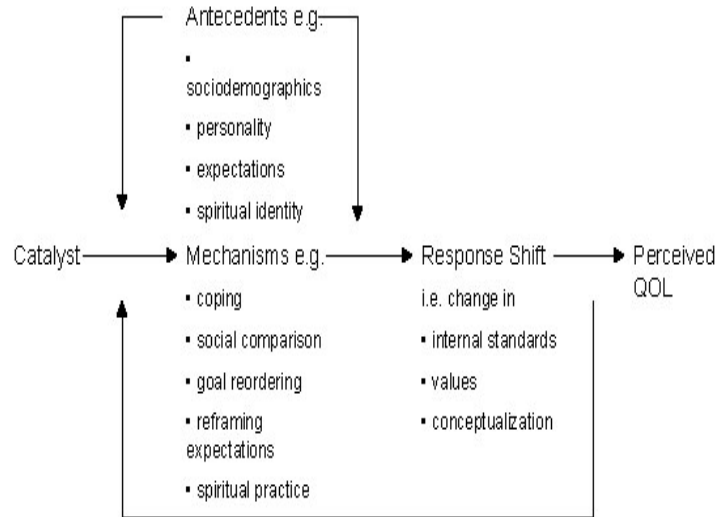 Antecedents e.g.
▪
sociodemographics
▪ personality
▪ expectations
▪ spiritual identity
Catalyst
Mechanisms e.g.
▪ coping
▪ social comparison
▪ goal reordering
▪ reframing
expectations
▪ spiritual practice
Response Shift
i.e. change in
▪ internal standards
▪ values
▪ conceptualization
Perceived
QOL